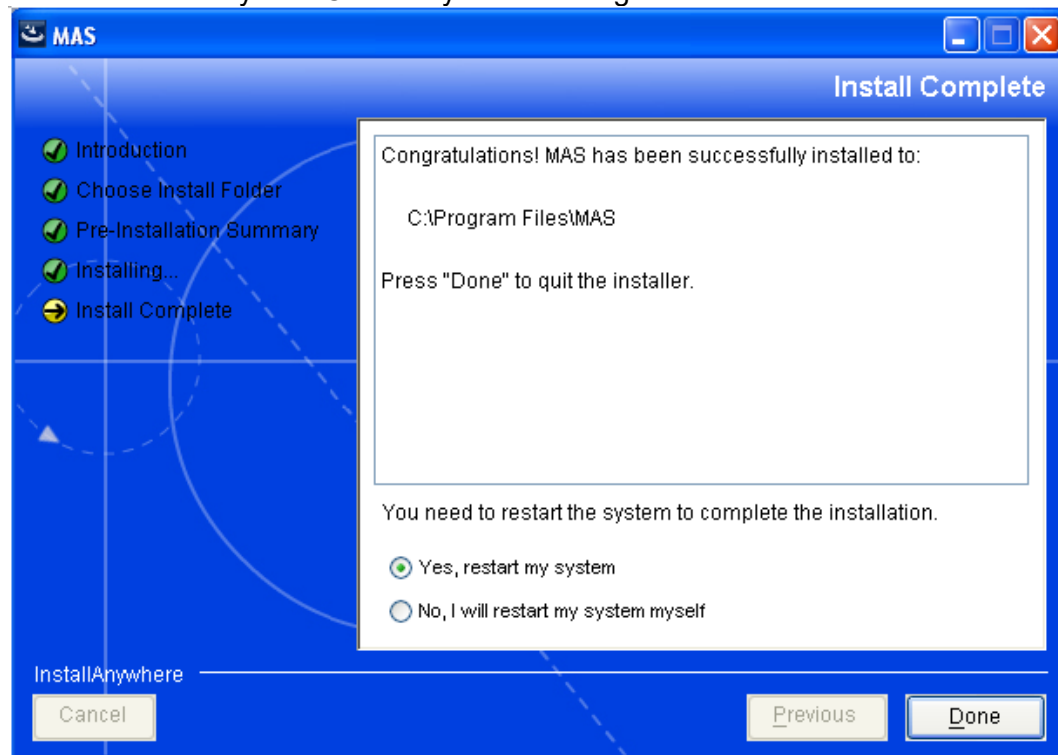 MAS
Install Complete
Introduction
Choose Install Folder
Pre-Installation Summary
Installing...
Install Complete
Congratulations! MAS has been successfully installed to:
C:\Program Files\MAS
Press "Done" to quit the installer.
You need to restart the system to complete the installation.
Yes, restart my system
No, I will restart my system myself
InstallAnywhere
Cancel
Previous
Done